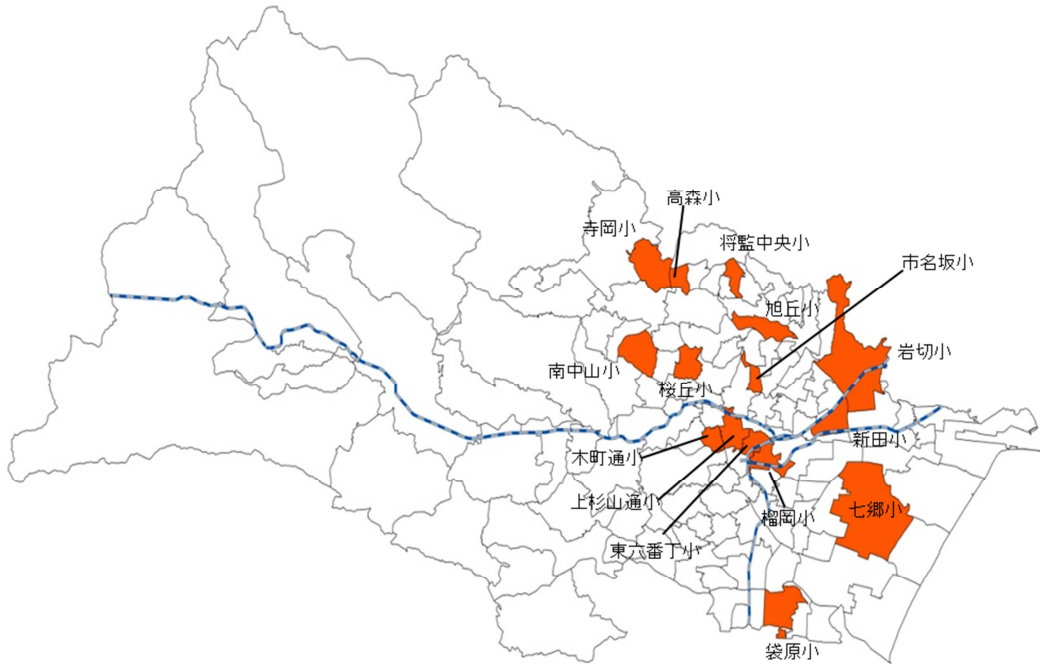 高森小
寺岡小
将監中央小
市名坂小
旭丘小
岩切小
南中山小
桜丘小
新田小
木町通小
上杉山通小
榴岡小
七郷小
東六番丁小
袋原小